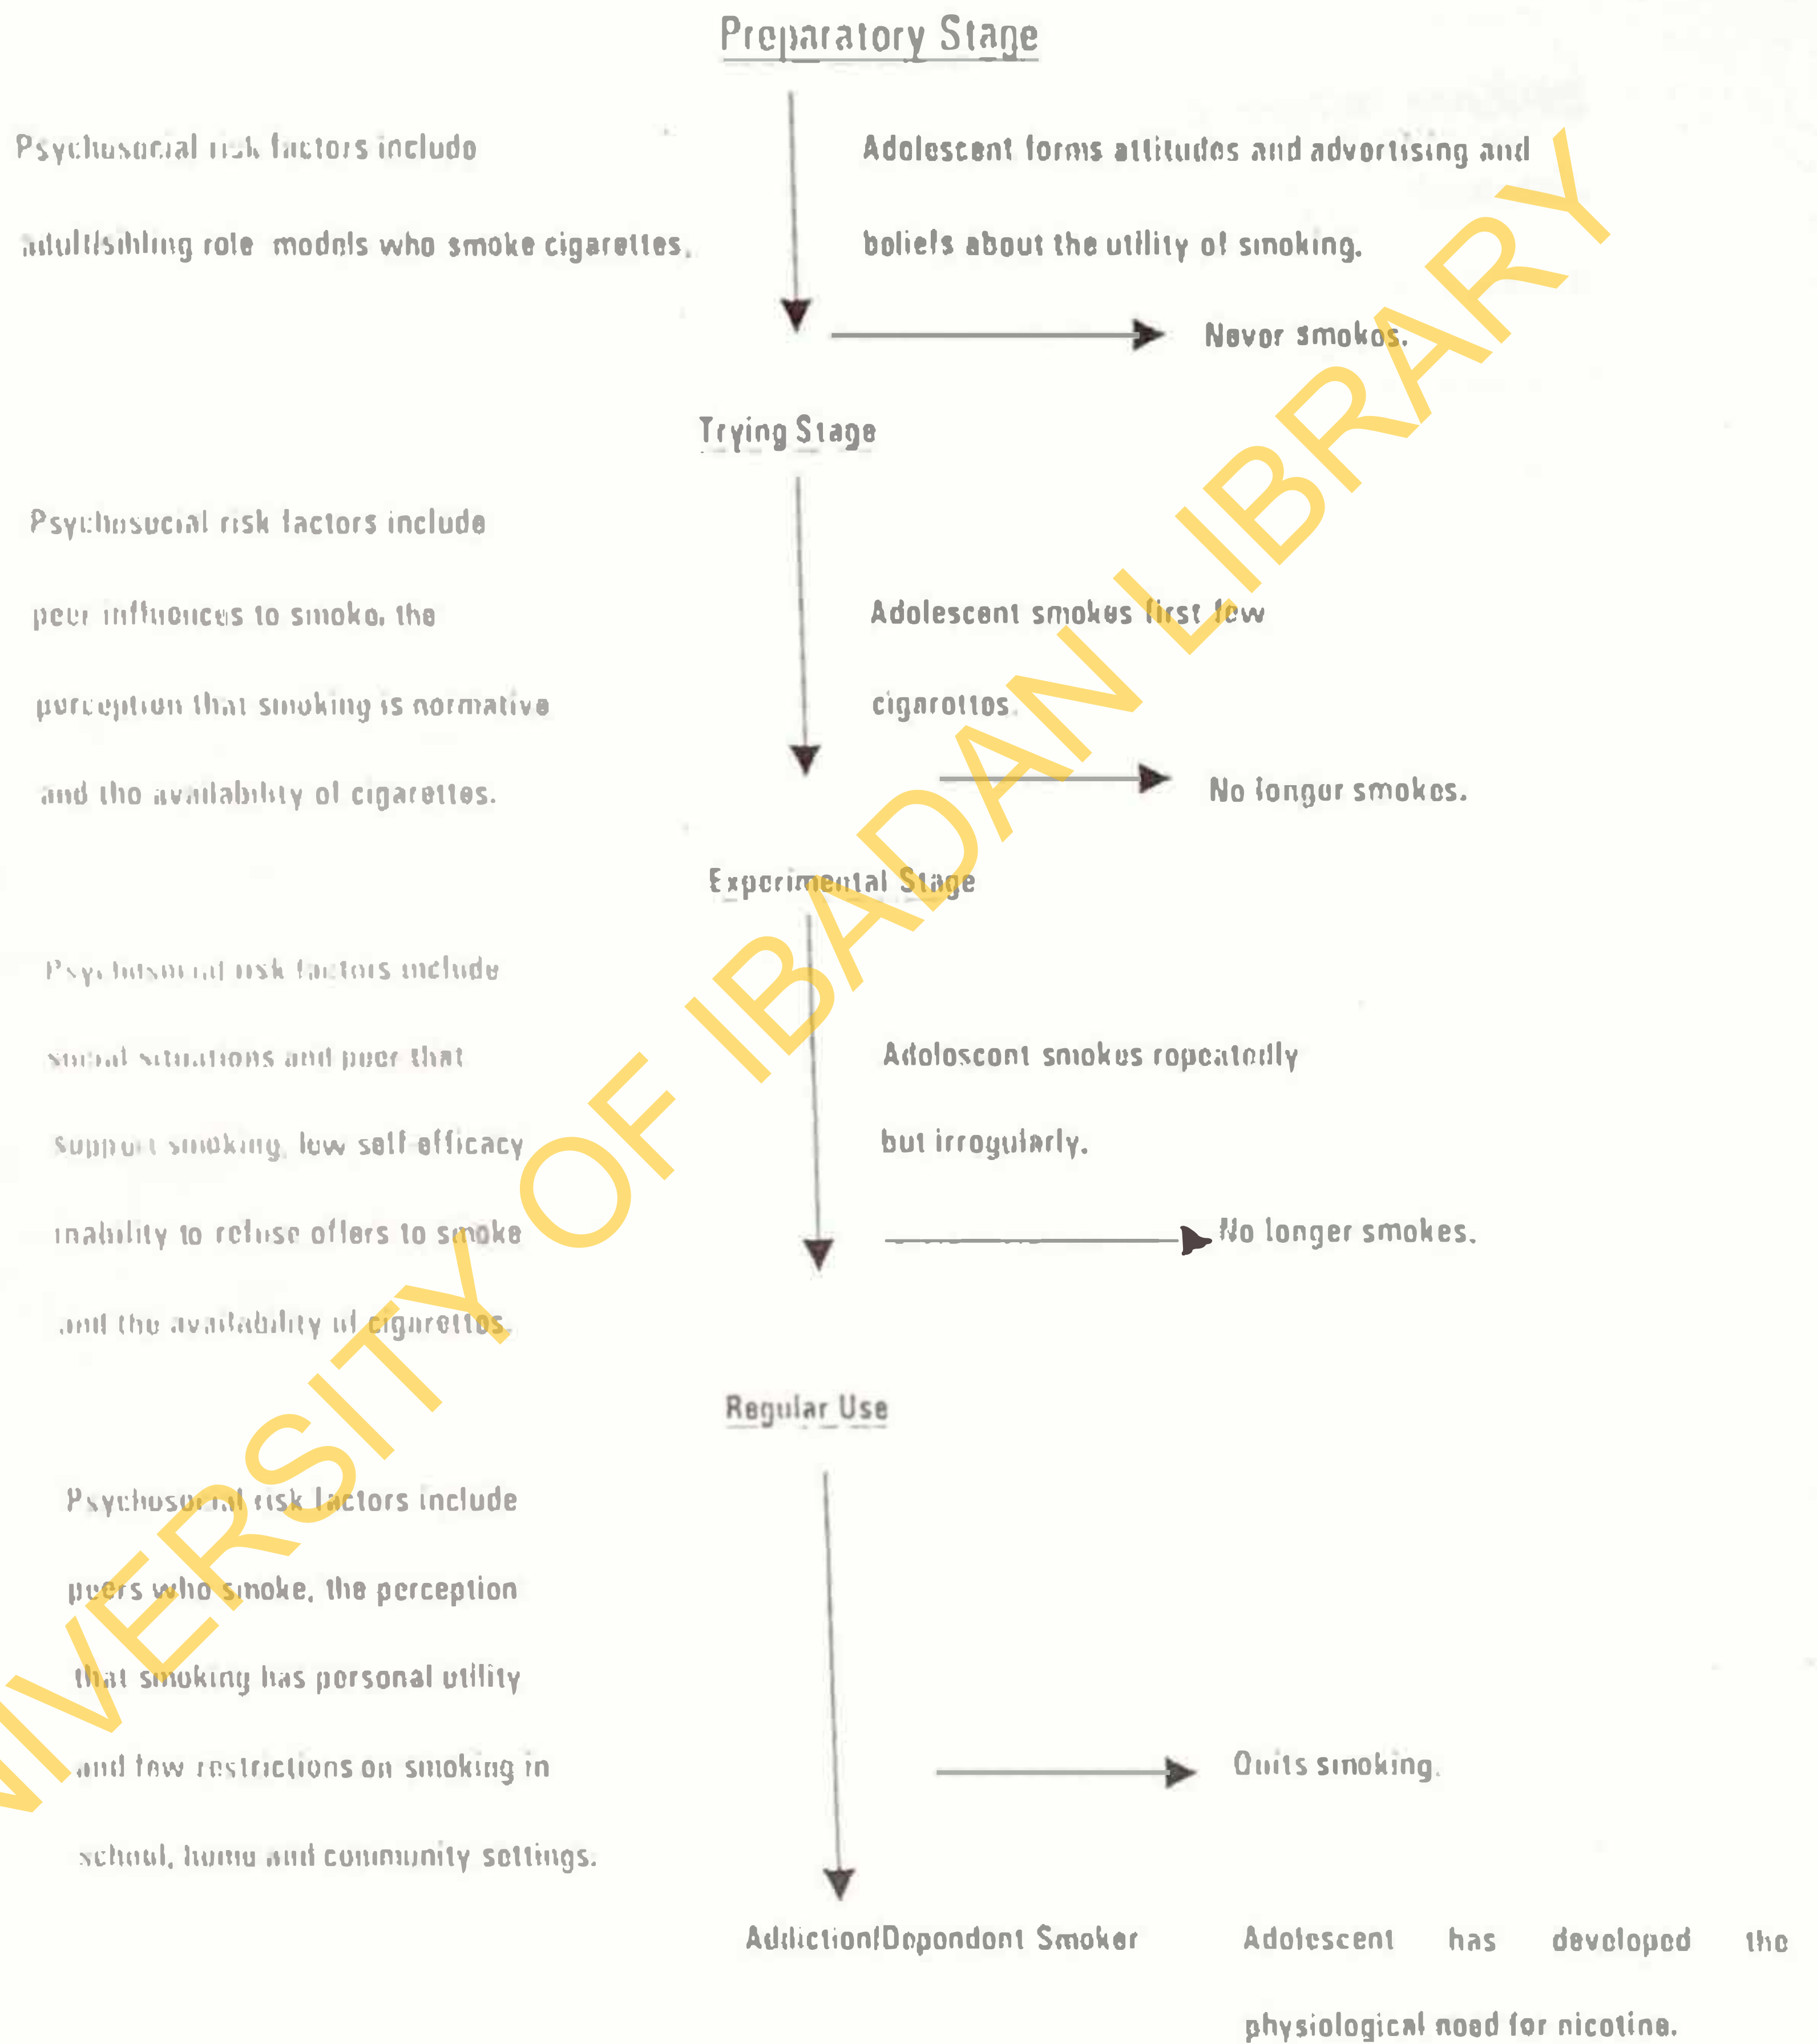 Preparatory Stage
Psychosocial risk factors include
adult/sibling role models who smoke cigarettes.
Adolescent forms attitudes and advertising and
beliefs about the utility of smoking.
Never smokes.
Trying Stage
Psychosocial risk factors include
peer influences to smoke, the
perception that smoking is normative
and the availability of cigarettes.
Adolescent smokes first few
cigarettes.
No longer smokes.
Experimental Stage
Psychosocial risk factors include
social situations and peer that
support smoking, low self efficacy
inability to refuse offers to smoke
and the availability of cigarettes.
Adolescent smokes repeatedly
but irregularly.
No longer smokes.
Regular Use
Psychosocial risk factors include
peers who smoke, the perception
that smoking has personal utility
and few restrictions on smoking in
school, home and community settings.
Quits smoking.
Addiction/Dependent Smoker
Adolescent has developed the
physiological need for nicotine.
UNIVERSITY OF IBADAN LIBRARY